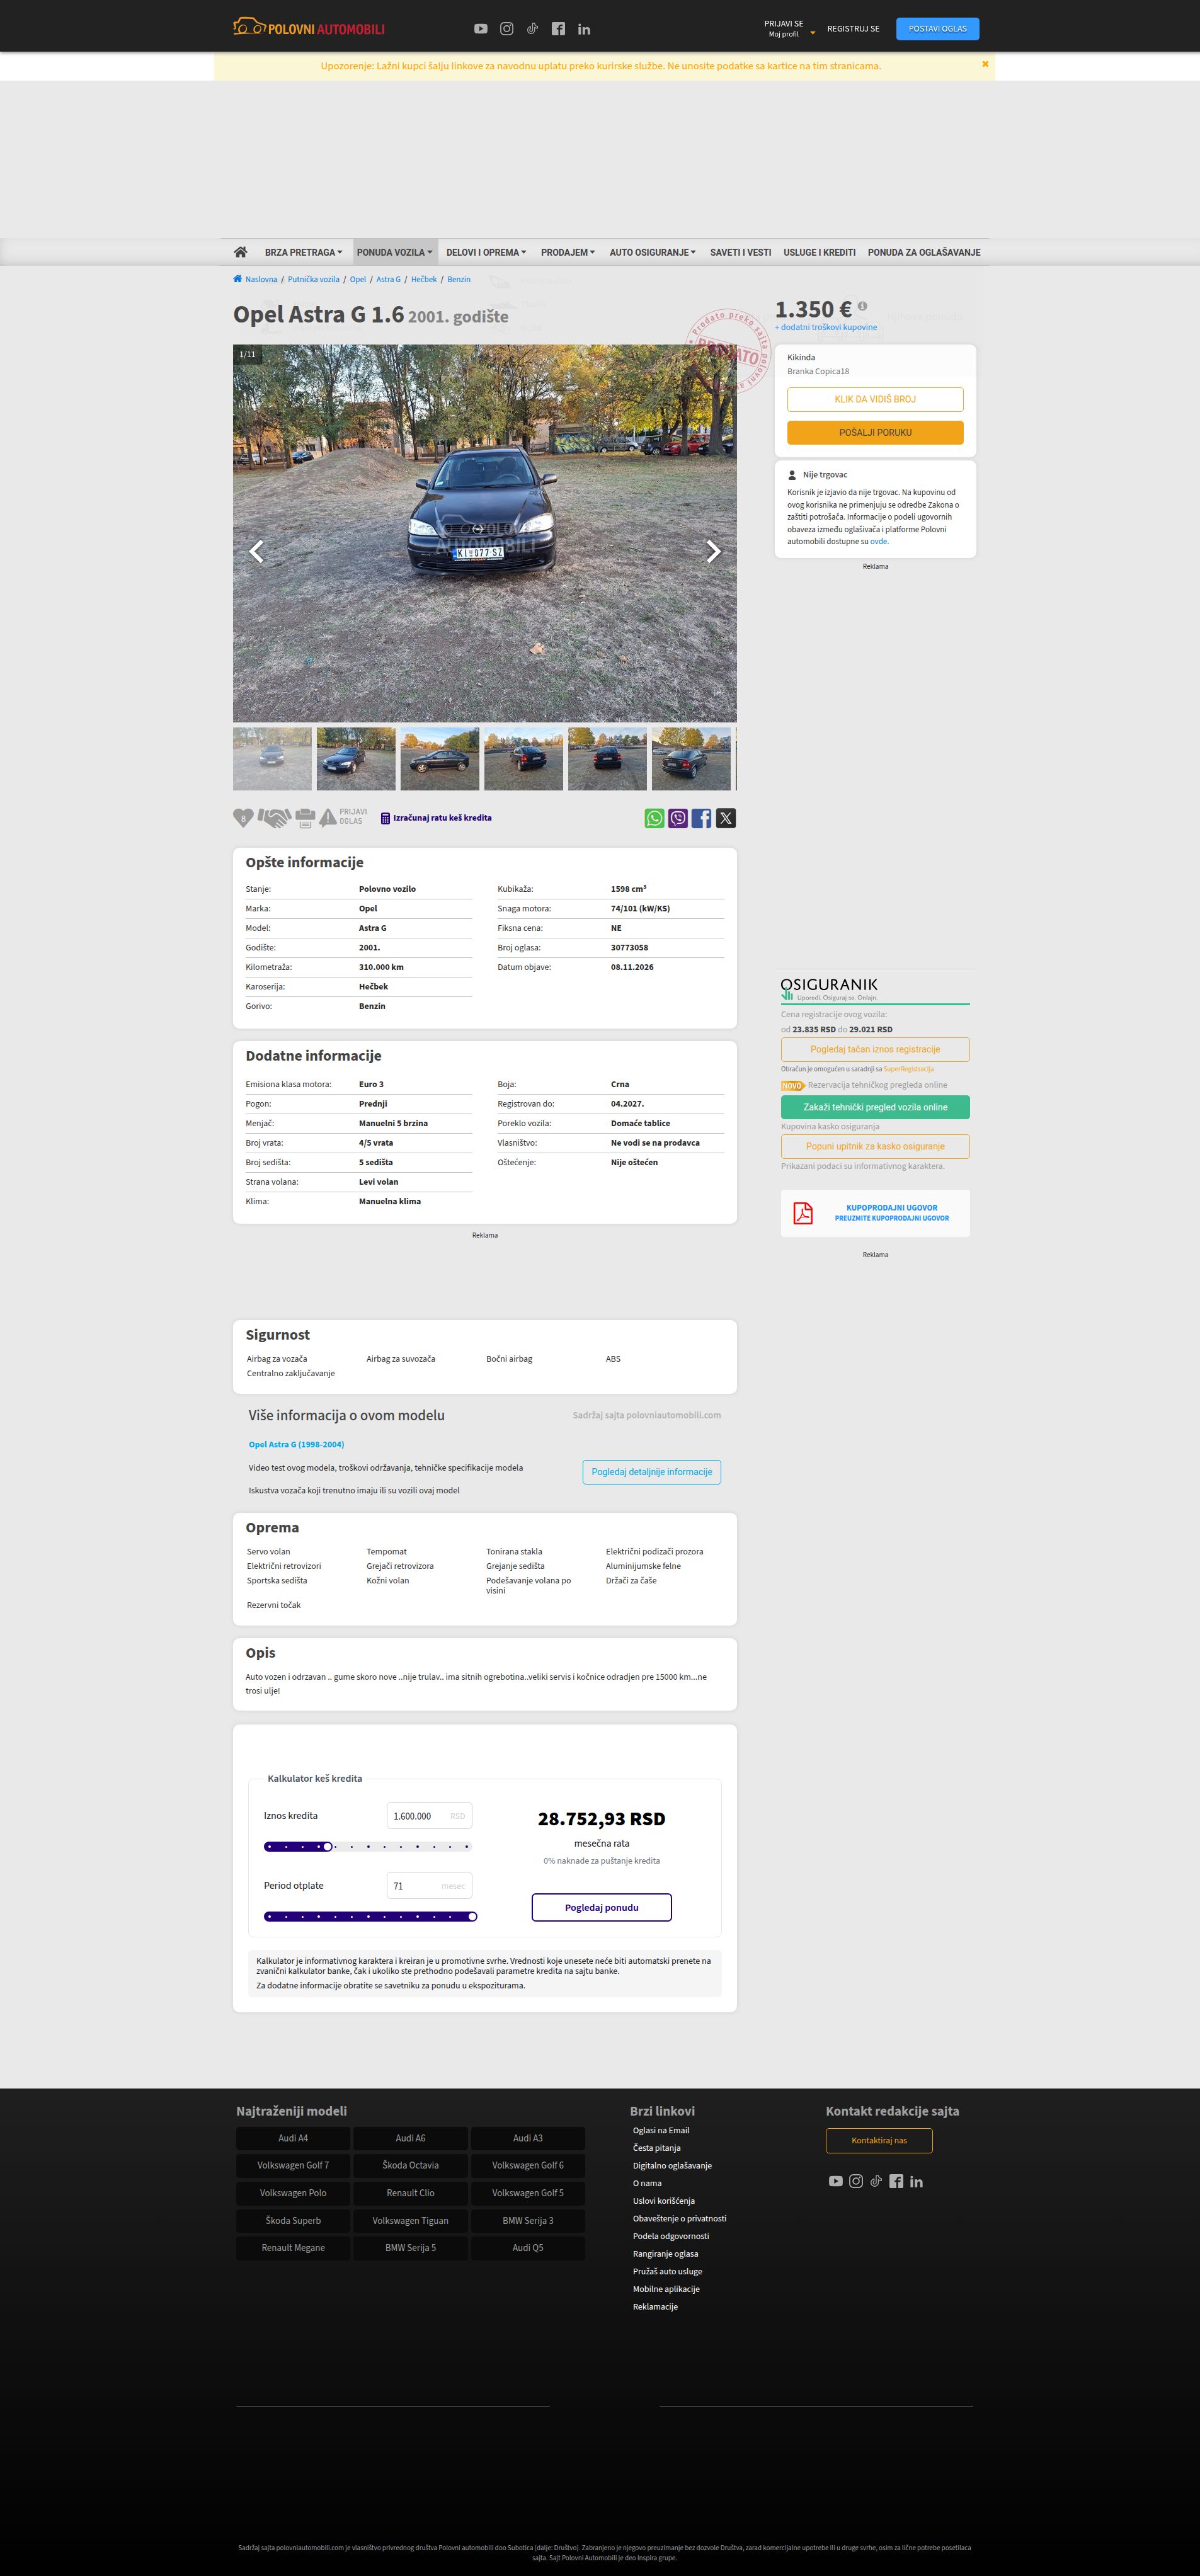 POLOVNI AUTOMOBILI
PRIJAVI SE
Moj profil
REGISTRUJ SE
POSTAVI OGLAS
Upozorenje: Lažni kupci šalju linkove za navodnu uplatu preko kurirske službe. Ne unosite podatke sa kartice na tim stranicama.
BRZA PRETRAGA
PONUDA VOZILA
DELOVI I OPREMA
PRODAJEM
AUTO OSIGURANJE
SAVETI I VESTI
USLUGE I KREDITI
PONUDA ZA OGLAŠAVANJE
Naslovna / Putnička vozila / Opel / Astra G / Hečbek / Benzin
Opel Astra G 1.6 2001. godište
Prodato preko sajta
1.350 €
+ dodatni troškovi kupovine
1/11
POLOVNI
AUTOMOBILI
KI 077 SZ
Kikinda
Branka Copica18
KLIK DA VIDIŠ BROJ
POŠALJI PORUKU
Nije trgovac
Korisnik je izjavio da nije trgovac. Na kupovinu od
ovog korisnika ne primenjuju se odredbe Zakona o
zaštiti potrošača. Informacije o podeli ugovornih
obaveza između oglašivača i platforme Polovni
automobili dostupne su ovde.
Reklama
8
PRIJAVI
OGLAS
Izračunaj ratu keš kredita
Opšte informacije
Stanje: Polovno vozilo
Marka: Opel
Model: Astra G
Godište: 2001.
Kilometraža: 310.000 km
Karoserija: Hečbek
Gorivo: Benzin
Kubikaža: 1598 cm³
Snaga motora: 74/101 (kW/KS)
Fiksna cena: NE
Broj oglasa: 30773058
Datum objave: 08.11.2026
OSIGURANIK
Uporedi. Osiguraj se. Onlajn.
Cena registracije ovog vozila:
od 23.835 RSD do 29.021 RSD
Pogledaj tačan iznos registracije
Obračun je omogućen u saradnji sa SuperRegistracija
NOVO Rezervacija tehničkog pregleda online
Zakaži tehnički pregled vozila online
Kupovina kasko osiguranja
Popuni upitnik za kasko osiguranje
Prikazani podaci su informativnog karaktera.
KUPOPRODAJNI UGOVOR
PREUZMITE KUPOPRODAJNI UGOVOR
Reklama
Dodatne informacije
Emisiona klasa motora: Euro 3
Pogon: Prednji
Menjač: Manuelni 5 brzina
Broj vrata: 4/5 vrata
Broj sedišta: 5 sedišta
Strana volana: Levi volan
Klima: Manuelna klima
Boja: Crna
Registrovan do: 04.2027.
Poreklo vozila: Domaće tablice
Vlasništvo: Ne vodi se na prodavca
Oštećenje: Nije oštećen
Reklama
Sigurnost
Airbag za vozača Airbag za suvozača Bočni airbag ABS
Centralno zaključavanje
Više informacija o ovom modelu
Sadržaj sajta polovniautomobili.com
Opel Astra G (1998-2004)
Video test ovog modela, troškovi održavanja, tehničke specifikacije modela
Iskustva vozača koji trenutno imaju ili su vozili ovaj model
Pogledaj detaljnije informacije
Oprema
Servo volan Tempomat Tonirana stakla Električni podizači prozora
Električni retrovizori Grejači retrovizora Grejanje sedišta Aluminijumske felne
Sportska sedišta Kožni volan Podešavanje volana po Držači za čaše
visini
Rezervni točak
Opis
Auto vozen i odrzavan .. gume skoro nove ..nije trulav.. ima sitnih ogrebotina..veliki servis i kočnice odradjen pre 15000 km...ne
trosi ulje!
Kalkulator keš kredita
Iznos kredita 1.600.000 RSD
Period otplate 71 mesec
28.752,93 RSD
mesečna rata
0% naknade za puštanje kredita
Pogledaj ponudu
Kalkulator je informativnog karaktera i kreiran je u promotivne svrhe. Vrednosti koje unesete neće biti automatski prenete na
zvanični kalkulator banke, čak i ukoliko ste prethodno podešavali parametre kredita na sajtu banke.
Za dodatne informacije obratite se savetniku za ponudu u ekspoziturama.
Najtraženiji modeli
Audi A4 Audi A6 Audi A3
Volkswagen Golf 7 Škoda Octavia Volkswagen Golf 6
Volkswagen Polo Renault Clio Volkswagen Golf 5
Škoda Superb Volkswagen Tiguan BMW Serija 3
Renault Megane BMW Serija 5 Audi Q5
Brzi linkovi
Oglasi na Email
Česta pitanja
Digitalno oglašavanje
O nama
Uslovi korišćenja
Obaveštenje o privatnosti
Podela odgovornosti
Rangiranje oglasa
Pružaš auto usluge
Mobilne aplikacije
Reklamacije
Kontakt redakcije sajta
Kontaktiraj nas
Sadržaj sajta polovniautomobili.com je vlasništvo privrednog društva Polovni automobili doo Subotica (dalje: Društvo). Zabranjeno je njegovo preuzimanje bez dozvole Društva, zarad komercijalne upotrebe ili u druge svrhe, osim za lične potrebe posetilaca
sajta. Sajt Polovni Automobili je deo Inspira grupe.